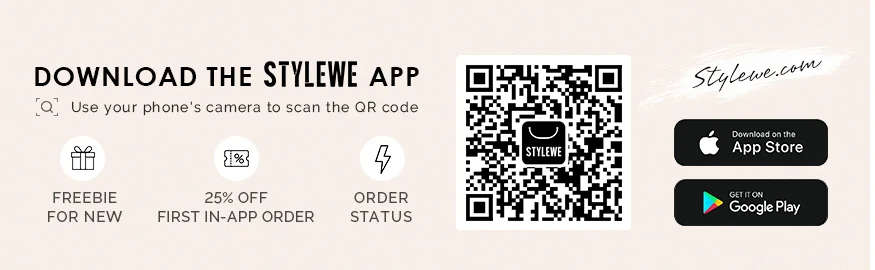 DOWNLOAD THE STYLEWE APP
Use your phone's camera to scan the QR code
FREEBIE
FOR NEW
25% OFF
FIRST IN-APP ORDER
ORDER
STATUS
%
STYLEWE
Stylewe.com
Download on the
App Store
GET IT ON
Google Play